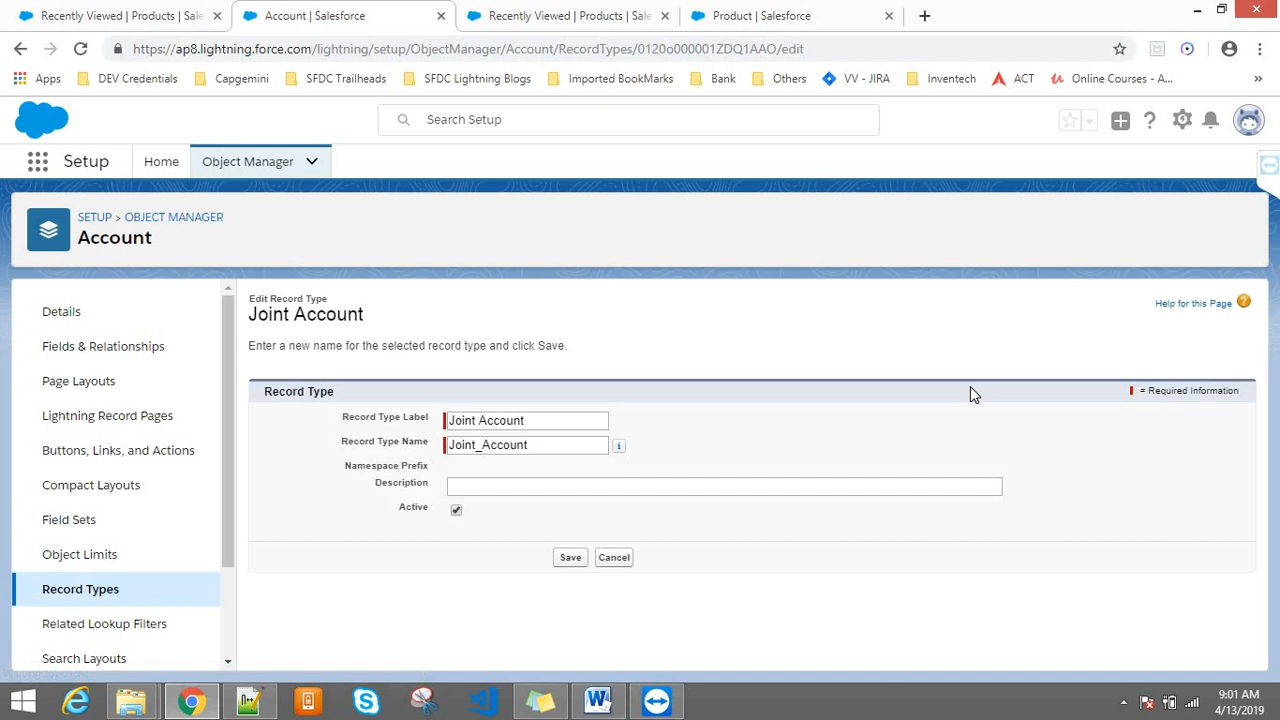 Recently Viewed | Products | Sale
Account | Salesforce
Recently Viewed | Products | Sale
Product | Salesforce
https://ap8.lightning.force.com/lightning/setup/ObjectManager/Account/RecordTypes/0120o000001ZDQ1AAO/edit
Apps
DEV Credentials
Capgemini
SFDC Trailheads
SFDC Lightning Blogs
Imported BookMarks
Bank
Others
VV - JIRA
Inventech
ACT
Online Courses - A...
Search Setup
Setup
Home
Object Manager
SETUP > OBJECT MANAGER
Account
Details
Fields & Relationships
Page Layouts
Lightning Record Pages
Buttons, Links, and Actions
Compact Layouts
Field Sets
Object Limits
Record Types
Related Lookup Filters
Search Layouts
Edit Record Type
Joint Account
Help for this Page
Enter a new name for the selected record type and click Save.
Record Type
= Required Information
Record Type Label Joint Account
Record Type Name Joint_Account
Namespace Prefix
Description
Active
Save Cancel
9:01 AM
4/13/2019